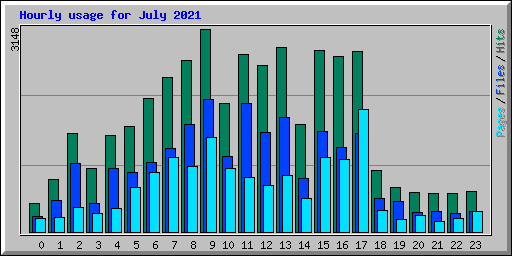 Hourly usage for July 2021
3148
Pages/Files/Hits
0 1 2 3 4 5 6 7 8 9 10 11 12 13 14 15 16 17 18 19 20 21 22 23